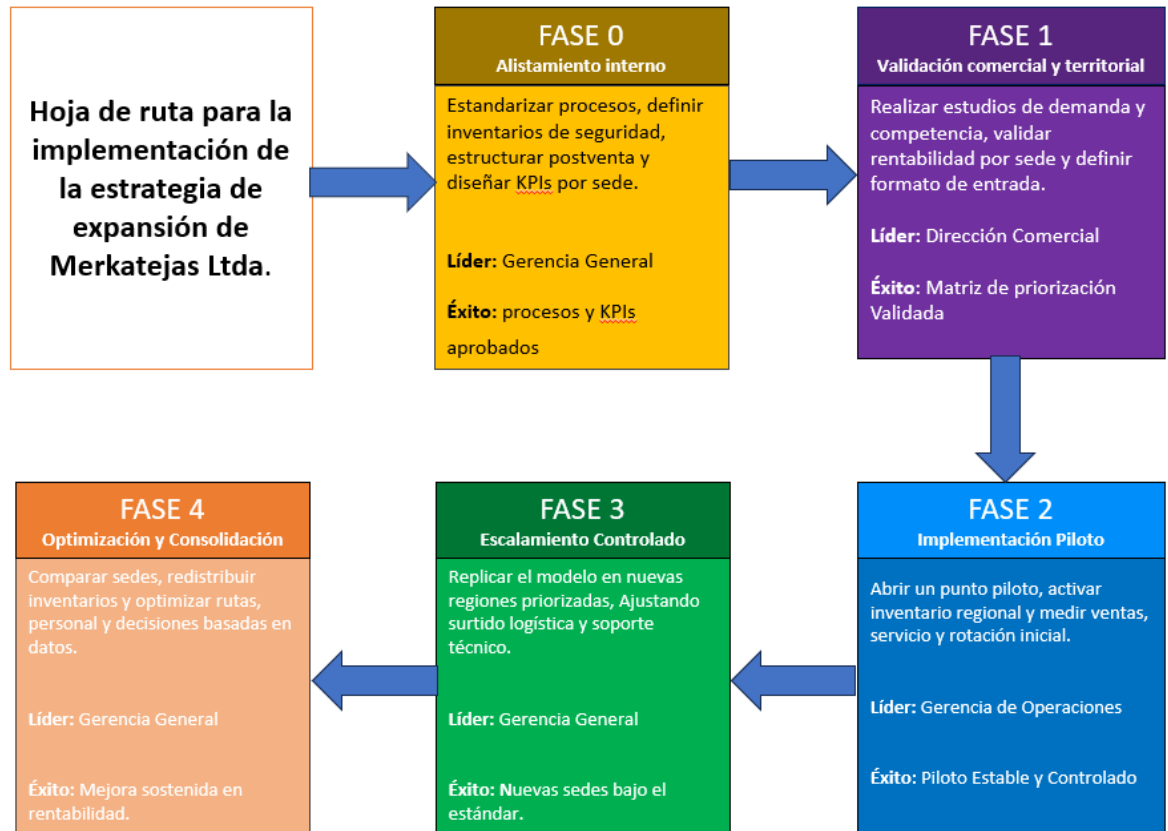 Hoja de ruta para la
implementación de
la estrategia de
expansión de
Merkatejas Ltda.
FASE 0
Alistamiento interno
Estandarizar procesos, definir
inventarios de seguridad,
estructurar postventa y
diseñar KPIs por sede.
Líder: Gerencia General
Éxito: procesos y KPIs
aprobados
FASE 1
Validación comercial y territorial
Realizar estudios de demanda y
competencia, validar
rentabilidad por sede y definir
formato de entrada.
Líder: Dirección Comercial
Éxito: Matriz de priorización
Validada
FASE 2
Implementación Piloto
Abrir un punto piloto, activar
inventario regional y medir ventas,
servicio y rotación inicial.
Líder: Gerencia de Operaciones
Éxito: Piloto Estable y Controlado
FASE 3
Escalamiento Controlado
Replicar el modelo en nuevas
regiones priorizadas, Ajustando
surtido logística y soporte
técnico.
Líder: Gerencia General
Éxito: Nuevas sedes bajo el
estándar.
FASE 4
Optimización y Consolidación
Comparar sedes, redistribuir
inventarios y optimizar rutas,
personal y decisiones basadas en
datos.
Líder: Gerencia General
Éxito: Mejora sostenida en
rentabilidad.